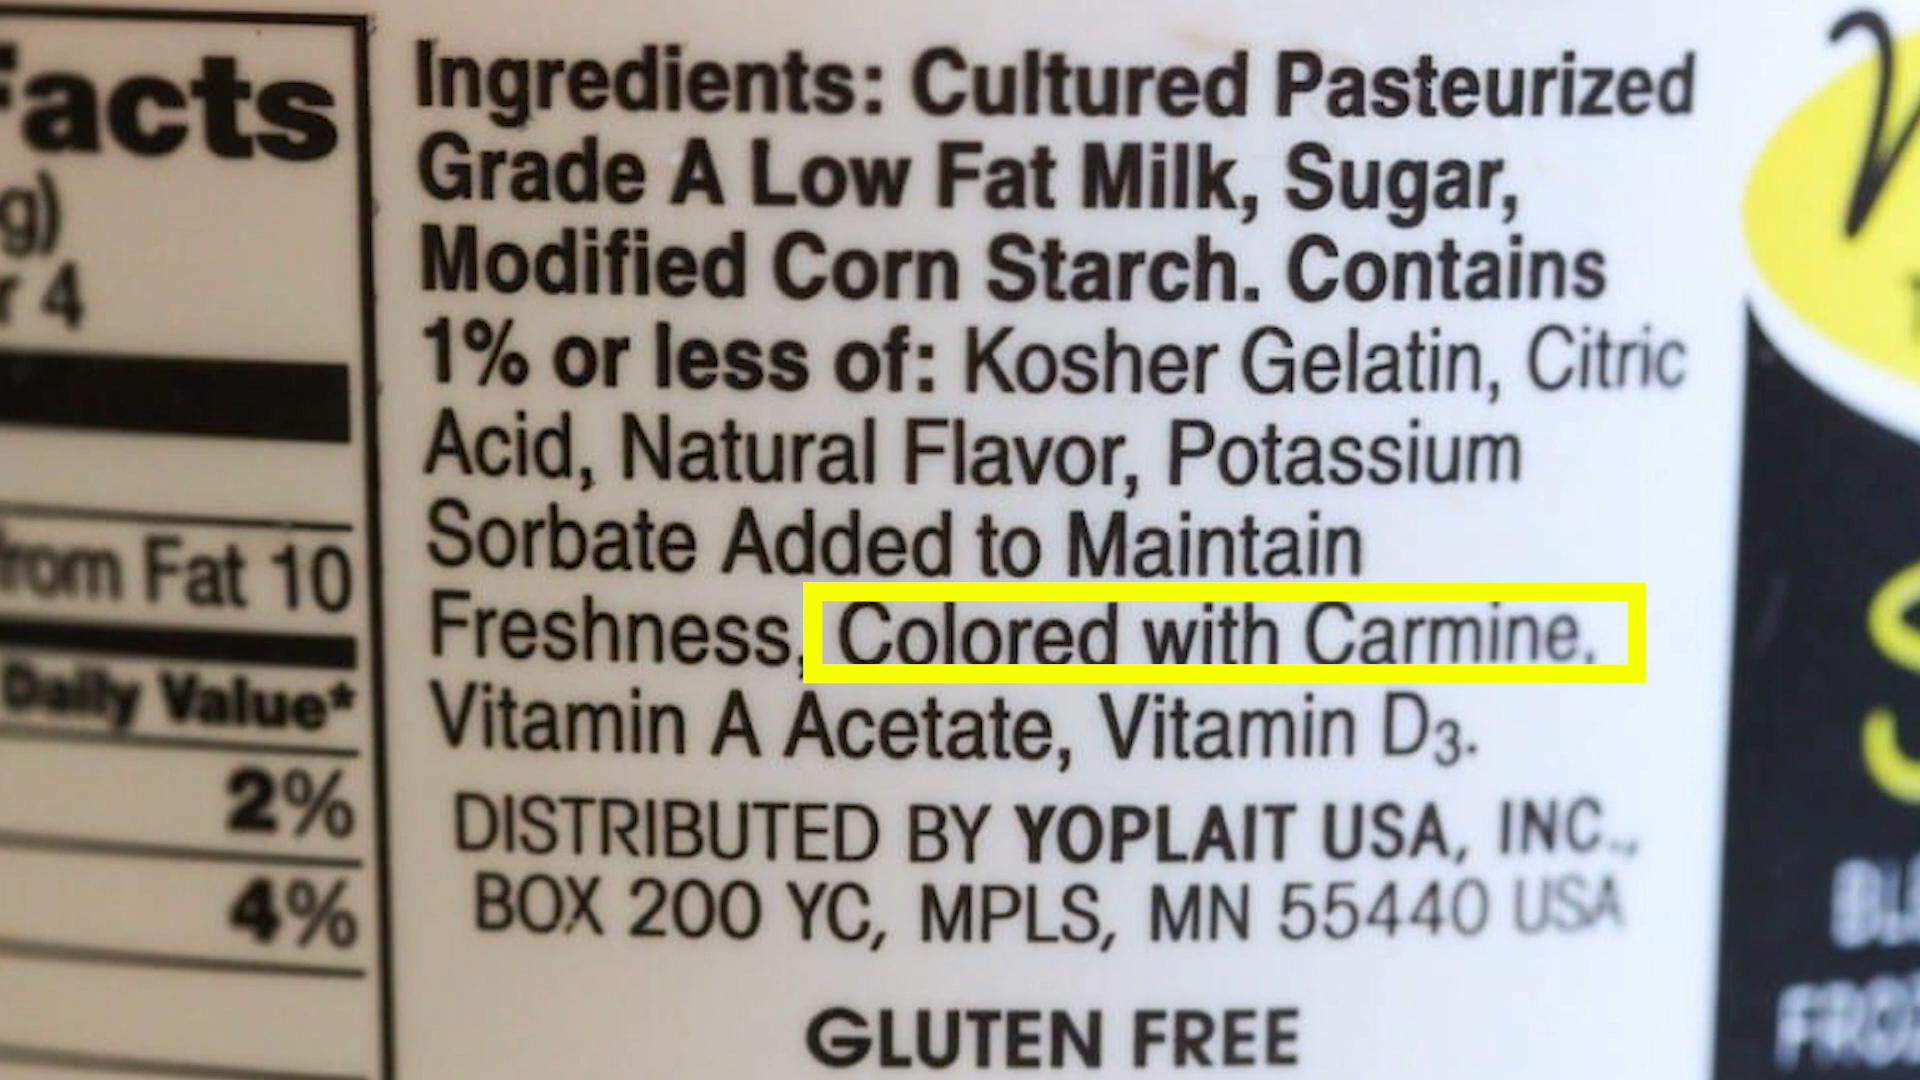 Facts
g)
r 4
from Fat 10
Daily Value*
2%
4%
Ingredients: Cultured Pasteurized
Grade A Low Fat Milk, Sugar,
Modified Corn Starch. Contains
1% or less of: Kosher Gelatin, Citric
Acid, Natural Flavor, Potassium
Sorbate Added to Maintain
Freshness, Colored with Carmine,
Vitamin A Acetate, Vitamin D3.
DISTRIBUTED BY YOPLAIT USA, INC.,
BOX 200 YC, MPLS, MN 55440 USA
GLUTEN FREE